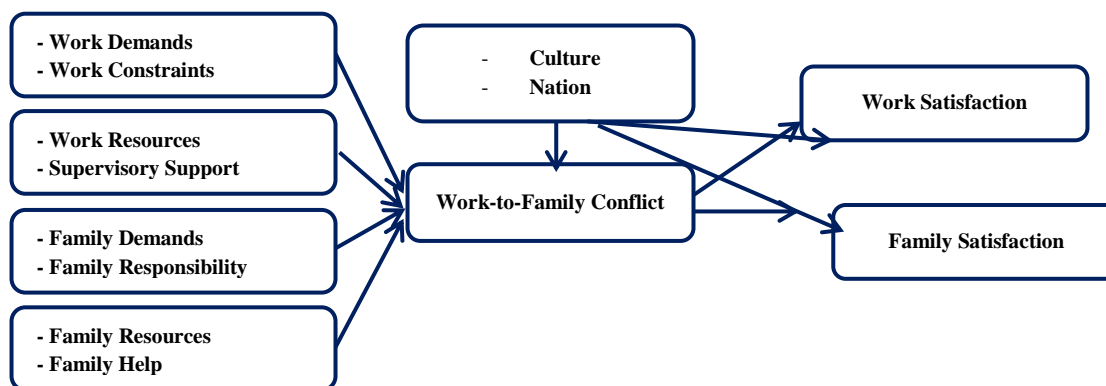 - Work Demands
- Work Constraints
- Work Resources
- Supervisory Support
- Family Demands
- Family Responsibility
- Family Resources
- Family Help
- Culture
- Nation
Work-to-Family Conflict
Work Satisfaction
Family Satisfaction